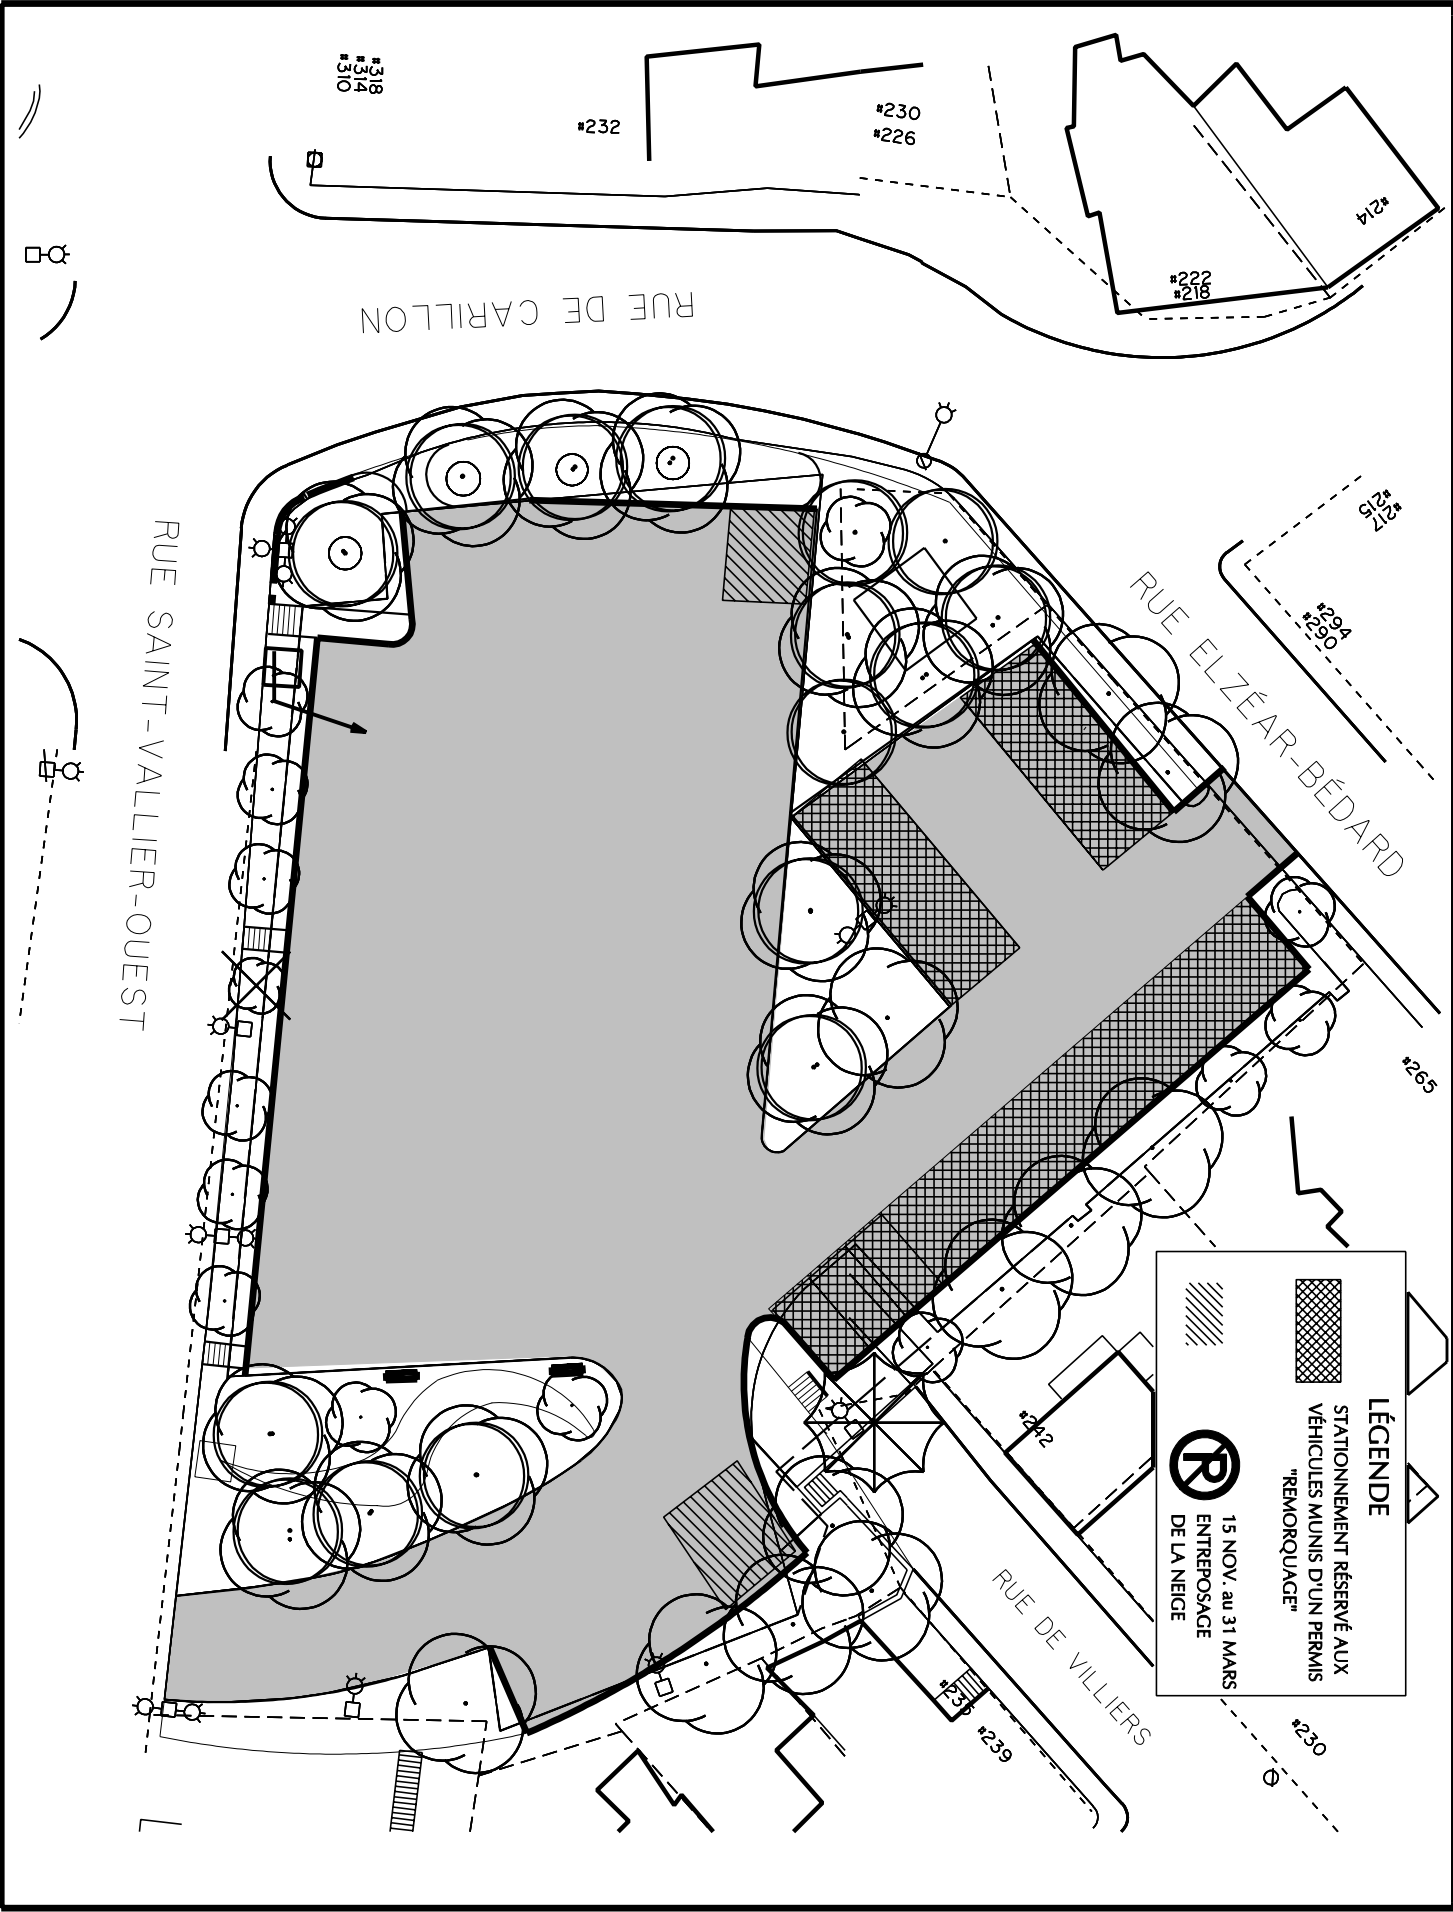 #318
#314
#310
#232
#230
#226
#222
#218
#214
RUE DE CARILLON
RUE SAINT-VALLIER-OUEST
RUE ELZÉAR-BÉDARD
#217
#215
#294
#290
#265
#242
RUE DE VILLIERS
#235
#239
#230
LÉGENDE
STATIONNEMENT RÉSERVÉ AUX
VÉHICULES MUNIS D'UN PERMIS
"REMORQUAGE"
P
15 NOV. au 31 MARS
ENTREPOSAGE
DE LA NEIGE